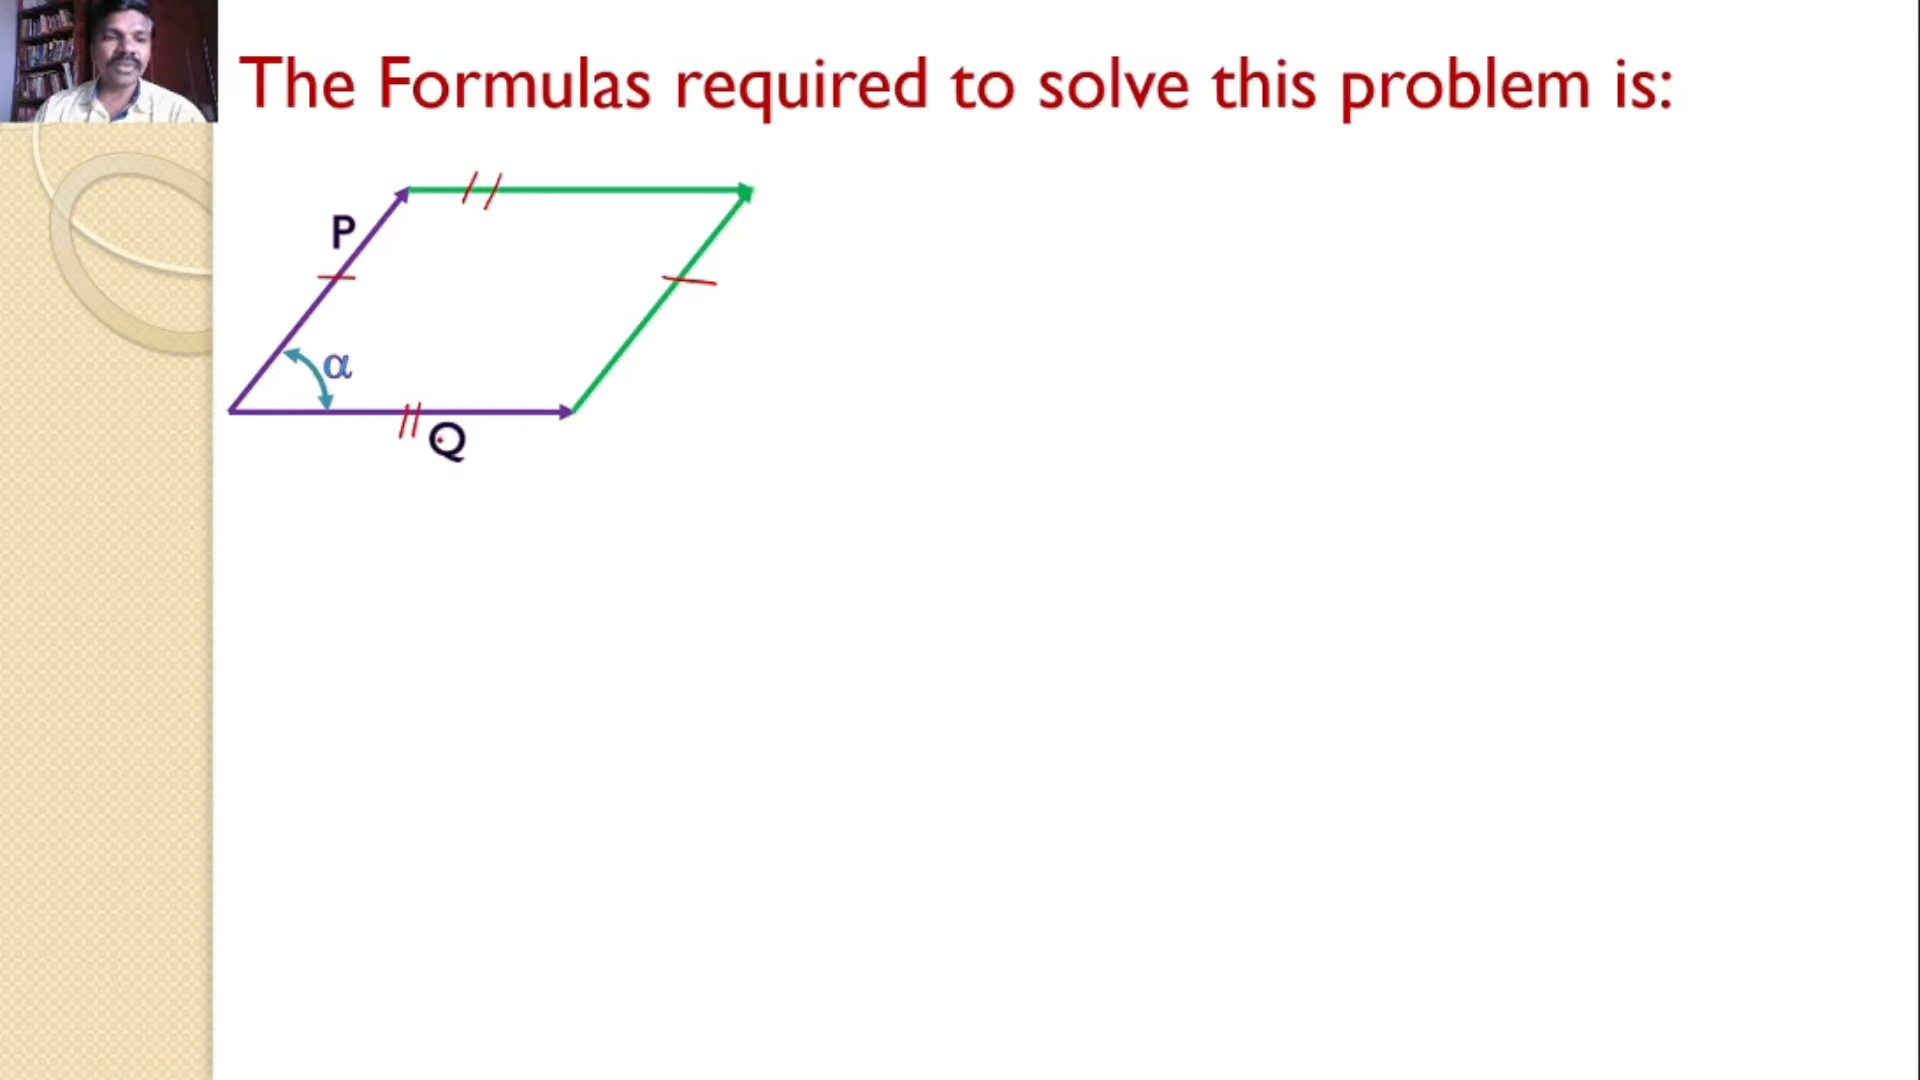 The Formulas required to solve this problem is:
P
α
Q